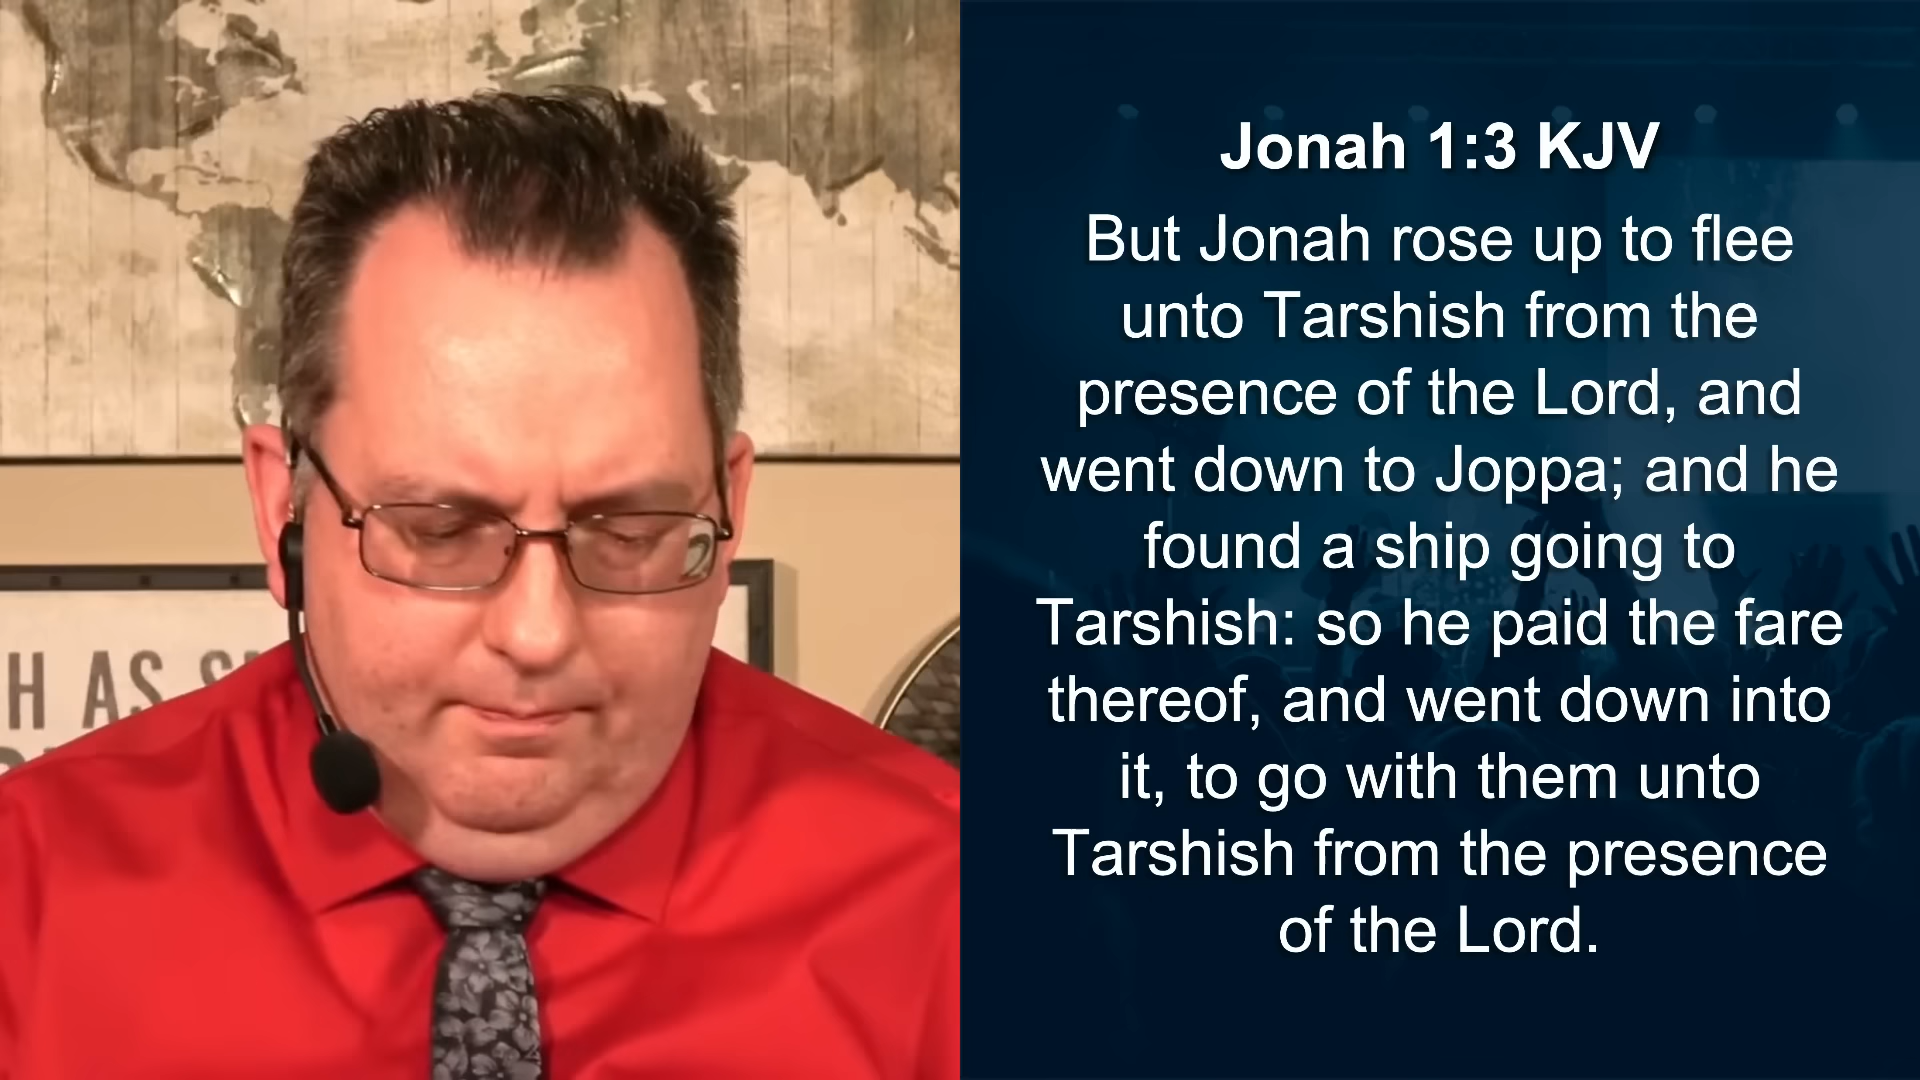 Jonah 1:3 KJV
But Jonah rose up to flee
unto Tarshish from the
presence of the Lord, and
went down to Joppa; and he
found a ship going to
Tarshish: so he paid the fare
thereof, and went down into
it, to go with them unto
Tarshish from the presence
of the Lord.
H AS